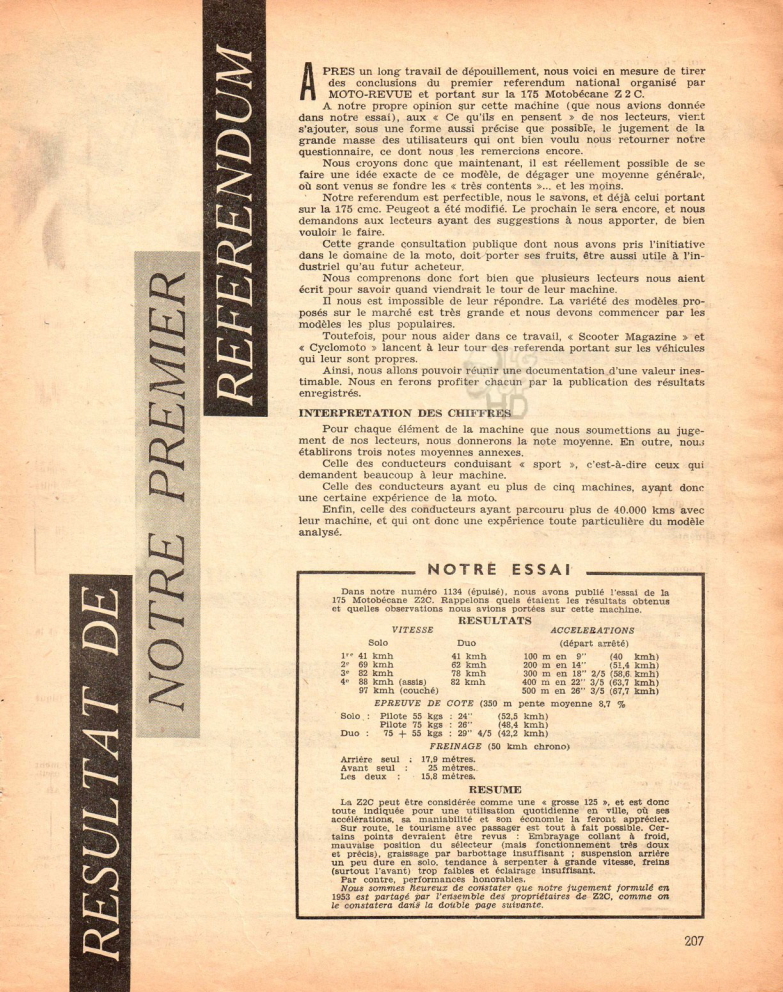 RESULTAT DE
NOTRE PREMIER
REFERENDUM
APRES un long travail de dépouillement, nous voici en mesure de tirer
des conclusions du premier referendum national organisé par
MOTO-REVUE et portant sur la 175 Motobécane Z 2 C.
A notre propre opinion sur cette machine (que nous avions donnée
dans notre essai), aux « Ce qu'ils en pensent » de nos lecteurs, vient
s'ajouter, sous une forme aussi précise que possible, le jugement de la
grande masse des utilisateurs qui ont bien voulu nous retourner notre
questionnaire, ce dont nous les remercions encore.
Nous croyons donc que maintenant, il est réellement possible de se
faire une idée exacte de ce modèle, de dégager une moyenne générale,
où sont venus se fondre les « très contents »... et les moins.
Notre referendum est perfectible, nous le savons, et déjà celui portant
sur la 175 cmc. Peugeot a été modifié. Le prochain le sera encore, et nous
demandons aux lecteurs ayant des suggestions à nous apporter, de bien
vouloir le faire.
Cette grande consultation publique dont nous avons pris l'initiative
dans le domaine de la moto, doit porter ses fruits, être aussi utile à l'in-
dustriel qu'au futur acheteur.
Nous comprenons donc fort bien que plusieurs lecteurs nous aient
écrit pour savoir quand viendrait le tour de leur machine.
Il nous est impossible de leur répondre. La variété des modèles pro-
posés sur le marché est très grande et nous devons commencer par les
modèles les plus populaires.
Toutefois, pour nous aider dans ce travail, « Scooter Magazine » et
« Cyclomoto » lancent à leur tour des referenda portant sur les véhicules
qui leur sont propres.
Ainsi, nous allons pouvoir réunir une documentation d'une valeur ines-
timable. Nous en ferons profiter chacun par la publication des résultats
enregistrés.
INTERPRETATION DES CHIFFRES
Pour chaque élément de la machine que nous soumettions au juge-
ment de nos lecteurs, nous donnerons la note moyenne. En outre, nous
établirons trois notes moyennes annexes.
Celle des conducteurs conduisant « sport », c'est-à-dire ceux qui
demandent beaucoup à leur machine.
Celle des conducteurs ayant eu plus de cinq machines, ayant donc
une certaine expérience de la moto.
Enfin, celle des conducteurs ayant parcouru plus de 40.000 kms avec
leur machine, et qui ont donc une expérience toute particulière du modèle
analysé.
NOTRE ESSAI
Dans notre numéro 1134 (épuisé), nous avons publié l'essai de la
175 Motobécane Z2C. Rappelons quels étaient les résultats obtenus
et quelles observations nous avions portées sur cette machine.
RESULTATS
VITESSE ACCELERATIONS
Solo Duo (départ arrêté)
1re 41 kmh 41 kmh 100 m en 9" (40 kmh)
2e 69 kmh 62 kmh 200 m en 14" (51,4 kmh)
3e 82 kmh 78 kmh 300 m en 18" 2/5 (58,6 kmh)
4e 88 kmh (assis) 82 kmh 400 m en 22" 3/5 (63,7 kmh)
97 kmh (couché) 500 m en 26" 3/5 (67,7 kmh)
EPREUVE DE COTE (350 m pente moyenne 8,7 %
Solo : Pilote 55 kgs : 24" (52,5 kmh)
Pilote 75 kgs : 26" (48,4 kmh)
Duo : 75 + 55 kgs : 29" 4/5 (42,2 kmh)
FREINAGE (50 kmh chrono)
Arrière seul : 17,9 mètres.
Avant seul : 25 mètres.
Les deux : 15,8 mètres.
RESUME
La Z2C peut être considérée comme une « grosse 125 », et est donc
toute indiquée pour une utilisation quotidienne en ville, où ses
accélérations, sa maniabilité et son économie la feront apprécier.
Sur route, le tourisme avec passager est tout à fait possible. Cer-
tains points devraient être revus : Embrayage collant à froid,
mauvaise position du sélecteur (mais fonctionnement très doux
et précis), graissage par barbottage insuffisant ; suspension arrière
un peu dure en solo, tendance à serpenter à grande vitesse, freins
(surtout l'avant) trop faibles et éclairage insuffisant.
Par contre, performances honorables.
Nous sommes heureux de constater que notre jugement formulé en
1953 est partagé par l'ensemble des propriétaires de Z2C, comme on
le constatera dans la double page suivante.
207